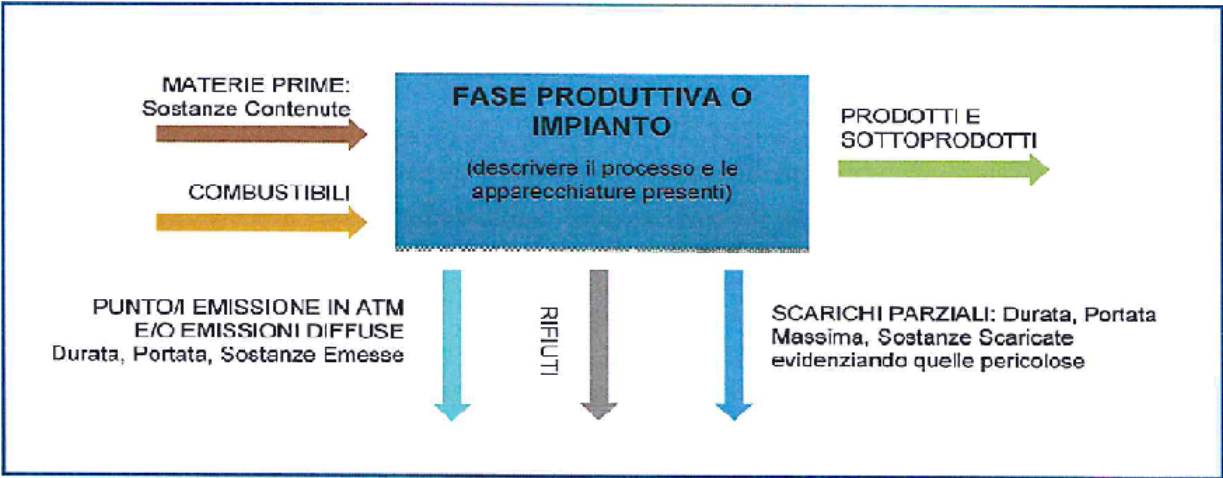 MATERIE PRIME:
Sostanze Contenute
COMBUSTIBILI
FASE PRODUTTIVA O
IMPIANTO
(descrivere il processo e le
apparecchiature presenti)
PRODOTTI E
SOTTOPRODOTTI
PUNTO/I EMISSIONE IN ATM
E/O EMISSIONI DIFFUSE
Durata, Portata, Sostanze Emesse
RIFIUTI
SCARICHI PARZIALI: Durata, Portata
Massima, Sostanze Scaricate
evidenziando quelle pericolose